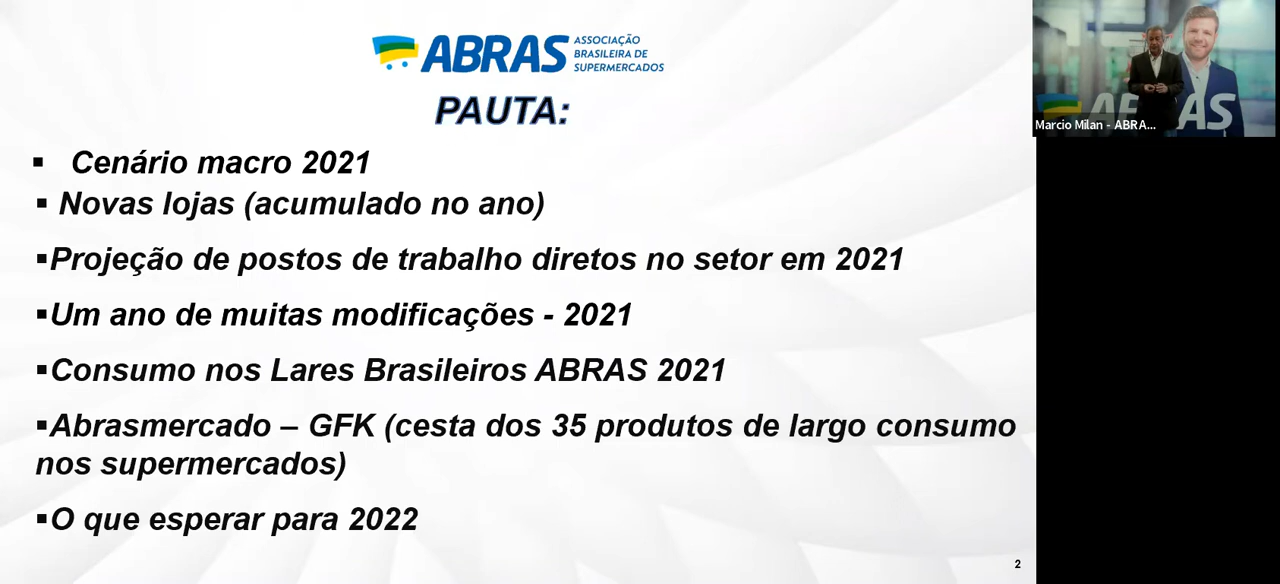 ABRAS ASSOCIAÇÃO
BRASILEIRA DE
SUPERMERCADOS
PAUTA:
▪ Cenário macro 2021
▪ Novas lojas (acumulado no ano)
▪Projeção de postos de trabalho diretos no setor em 2021
▪Um ano de muitas modificações - 2021
▪Consumo nos Lares Brasileiros ABRAS 2021
▪Abrasmercado – GFK (cesta dos 35 produtos de largo consumo
nos supermercados)
▪O que esperar para 2022
2
Marcio Milan - ABRA...